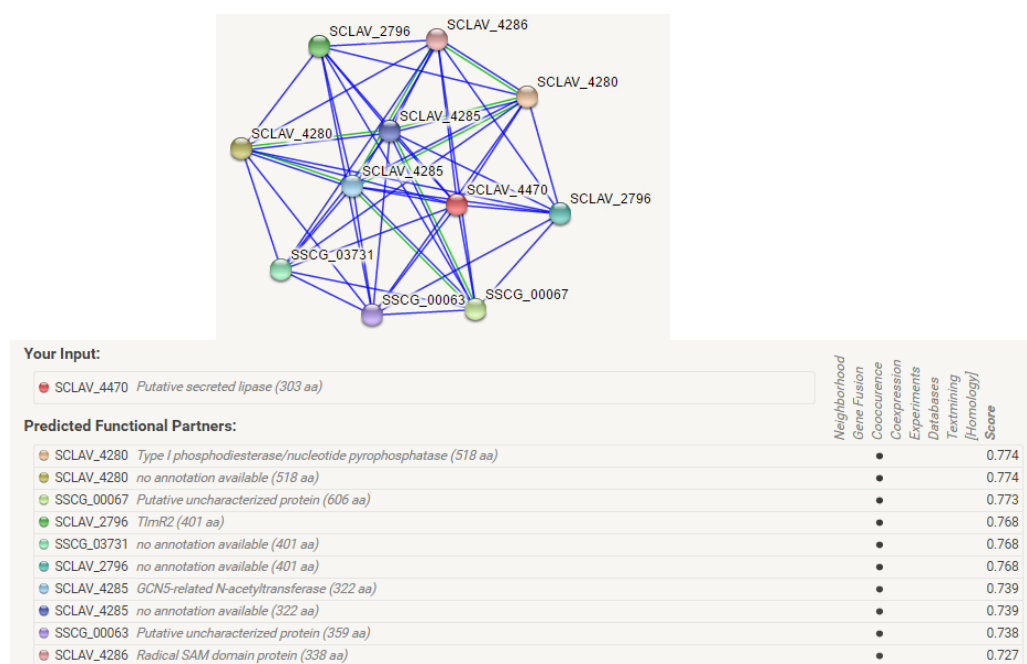 SCLAV_2796
SCLAV_4286
SCLAV_4280
SCLAV_4285
SCLAV_4280
SCLAV_4285
SCLAV_4470
SCLAV_2796
SSCG_03731
SSCG_00063
SSCG_00067
Your Input:
SCLAV_4470 Putative secreted lipase (303 aa)
Neighborhood
Gene Fusion
Cooccurence
Coexpression
Experiments
Databases
Textmining
[Homology]
Score
Predicted Functional Partners:
SCLAV_4280 Type I phosphodiesterase/nucleotide pyrophosphatase (518 aa) 0.774
SCLAV_4280 no annotation available (518 aa) 0.774
SSCG_00067 Putative uncharacterized protein (606 aa) 0.773
SCLAV_2796 TlmR2 (401 aa) 0.768
SSCG_03731 no annotation available (401 aa) 0.768
SCLAV_2796 no annotation available (401 aa) 0.768
SCLAV_4285 GCN5-related N-acetyltransferase (322 aa) 0.739
SCLAV_4285 no annotation available (322 aa) 0.739
SSCG_00063 Putative uncharacterized protein (359 aa) 0.738
SCLAV_4286 Radical SAM domain protein (338 aa) 0.727